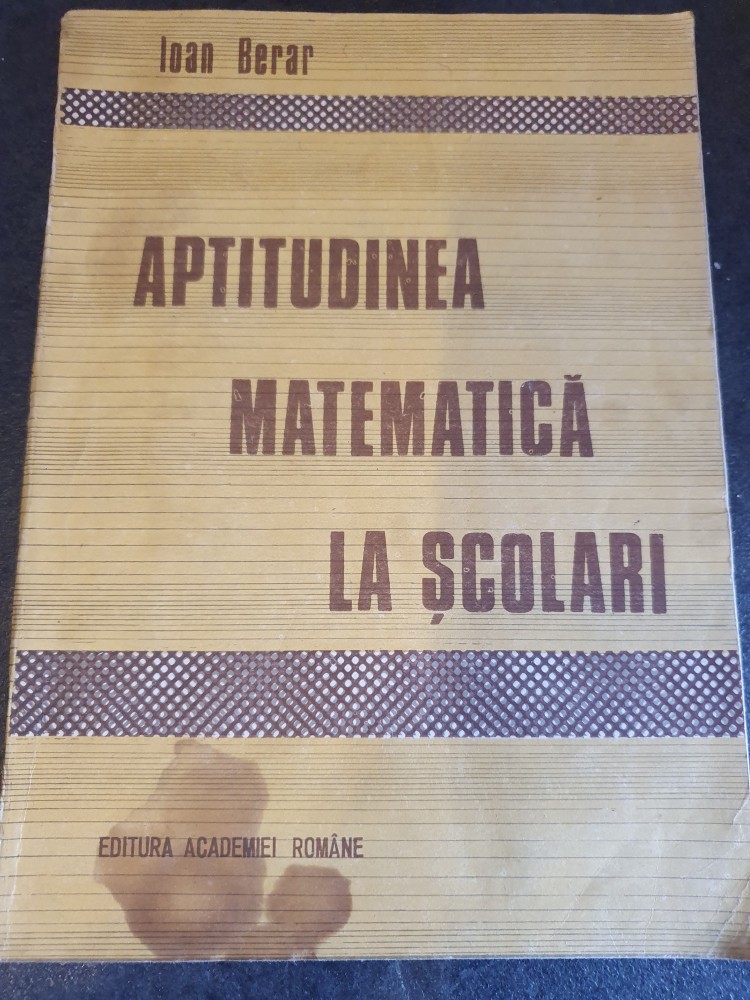 Ioan Berar
APTITUDINEA
MATEMATICĂ
LA ȘCOLARI
EDITURA ACADEMIEI ROMÂNE